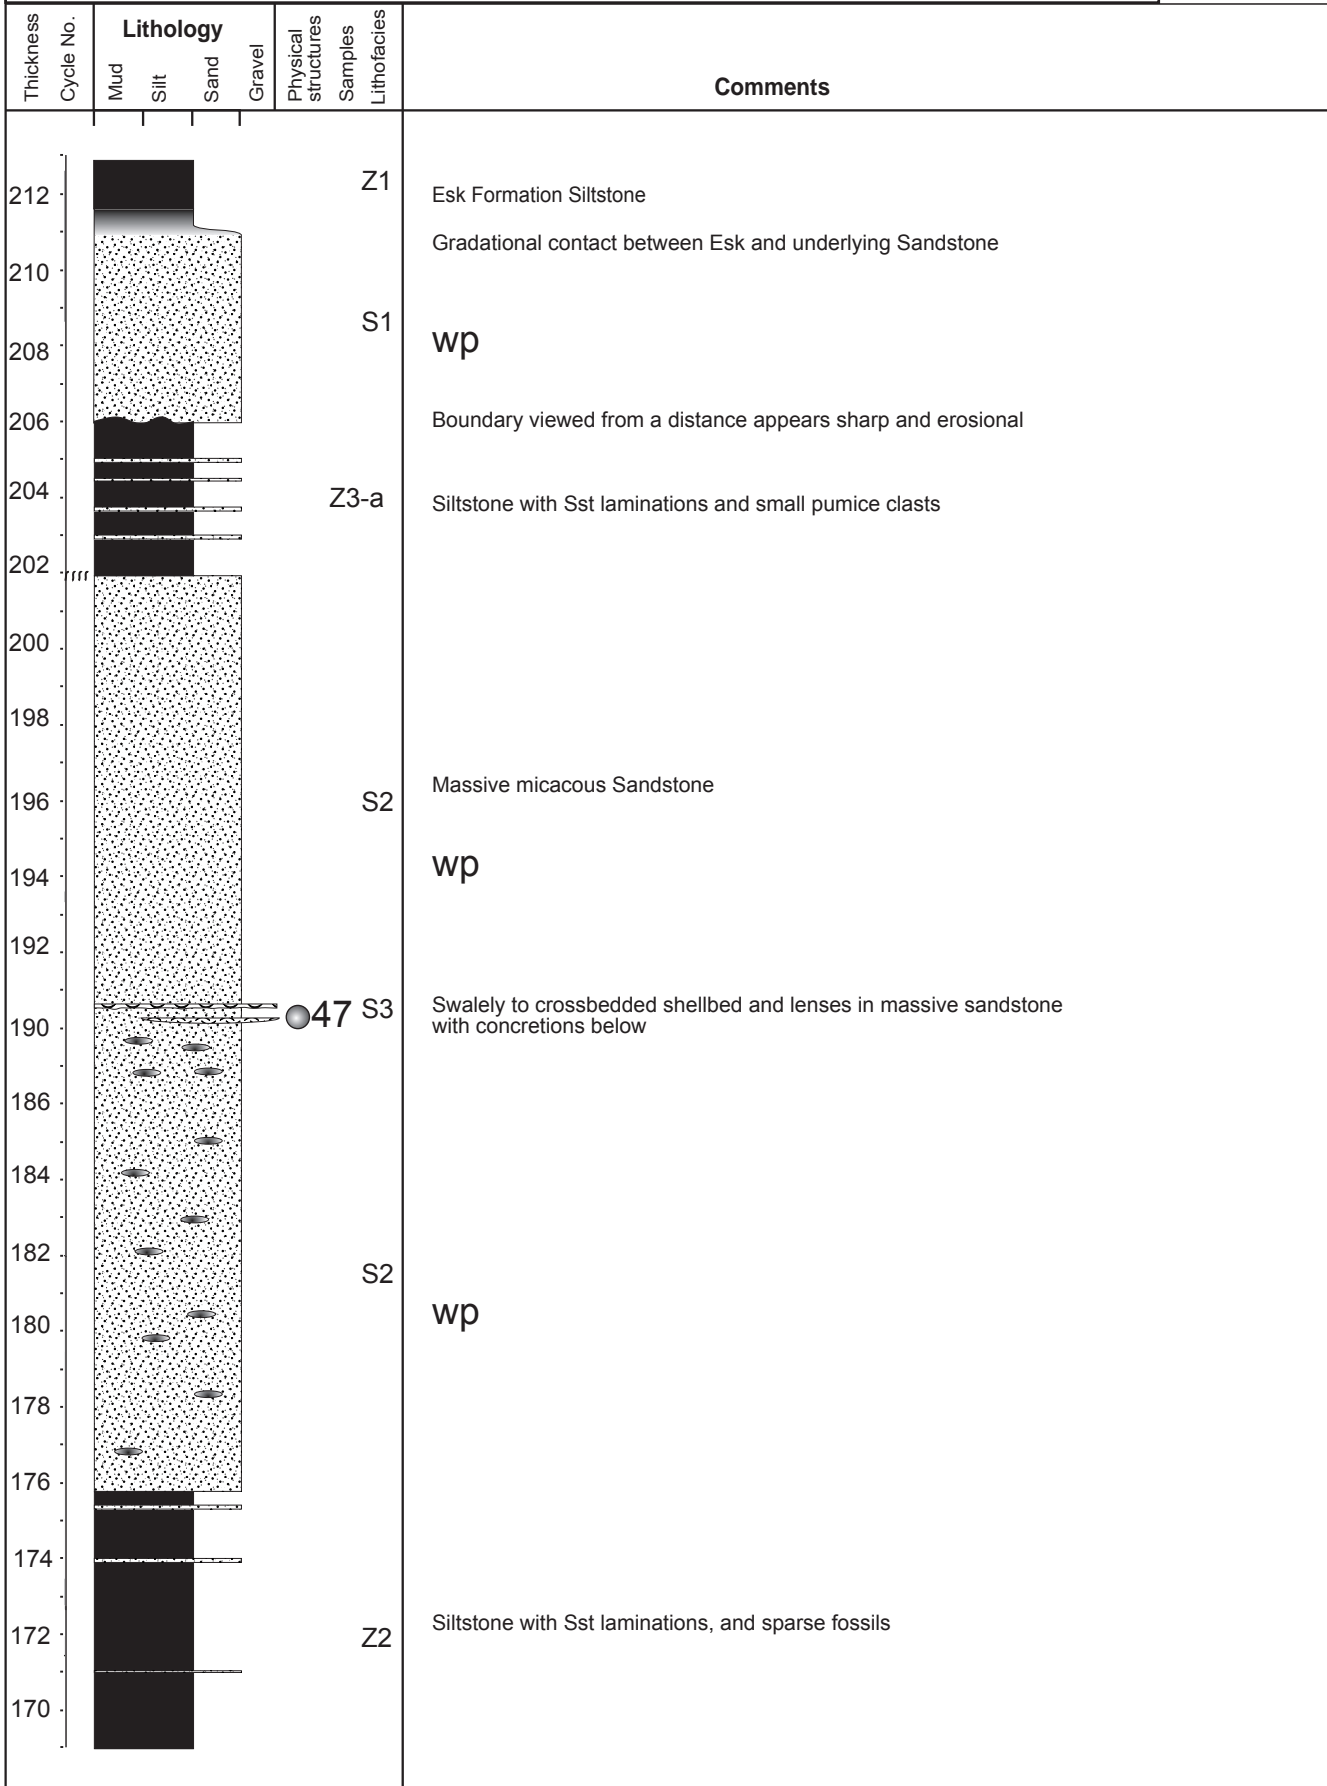 Thickness
Cycle No.
Lithology
Mud
Silt
Sand
Gravel
Physical structures
Samples
Lithofacies
Comments
212
Z1
Esk Formation Siltstone
Gradational contact between Esk and underlying Sandstone
210
S1
wp
208
206
Boundary viewed from a distance appears sharp and erosional
204
Z3-a
Siltstone with Sst laminations and small pumice clasts
202
200
198
196
S2
Massive micacous Sandstone
wp
194
192
47
S3
Swalely to crossbedded shellbed and lenses in massive sandstone
with concretions below
190
186
184
182
S2
wp
180
178
176
174
172
Z2
Siltstone with Sst laminations, and sparse fossils
170